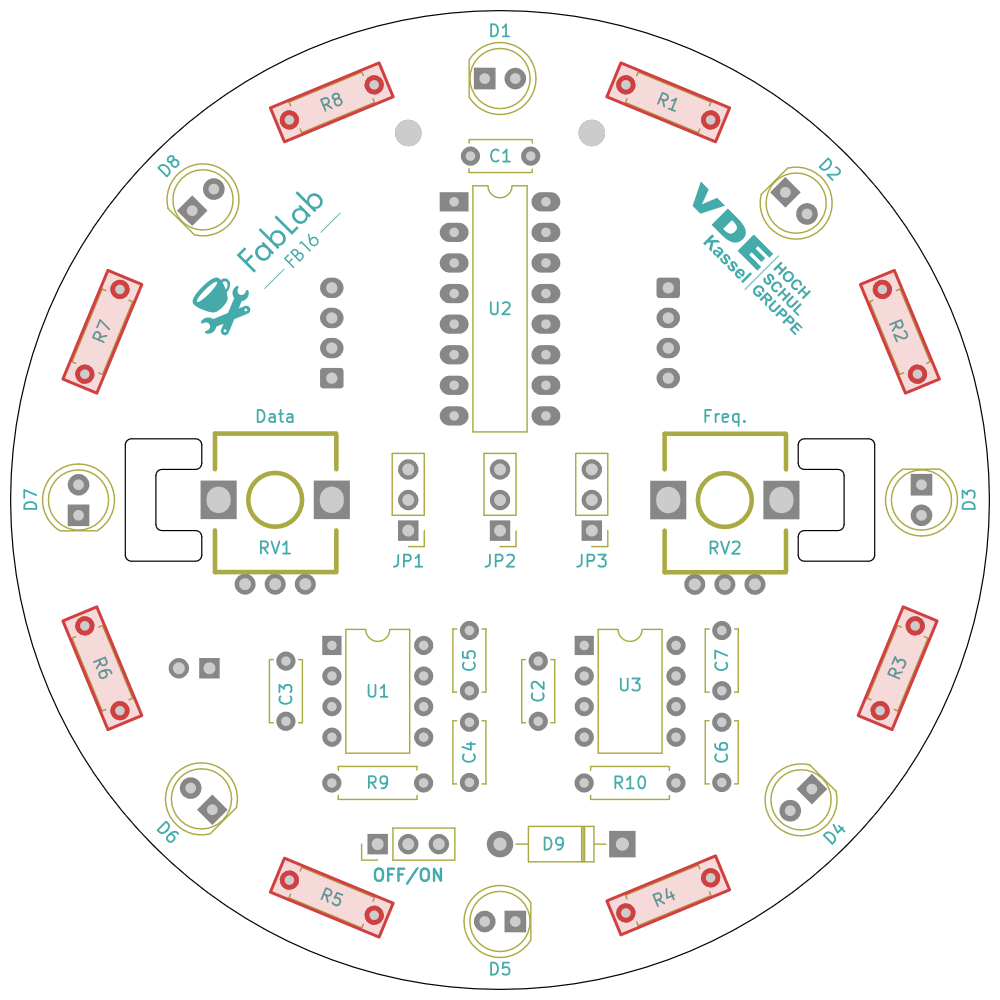 D1
R8
R1
C1
D8
D2
FabLab
FB16
VDE
Kassel
HOCH
SCHUL
GRUPPE
U2
R7
R2
Data
Freq.
D7
D3
RV1
JP1
JP2
JP3
RV2
R6
C3
U1
C5
C2
U3
C7
R3
C4
C6
R9
R10
D6
D4
D9
OFF/ON
R5
R4
D5